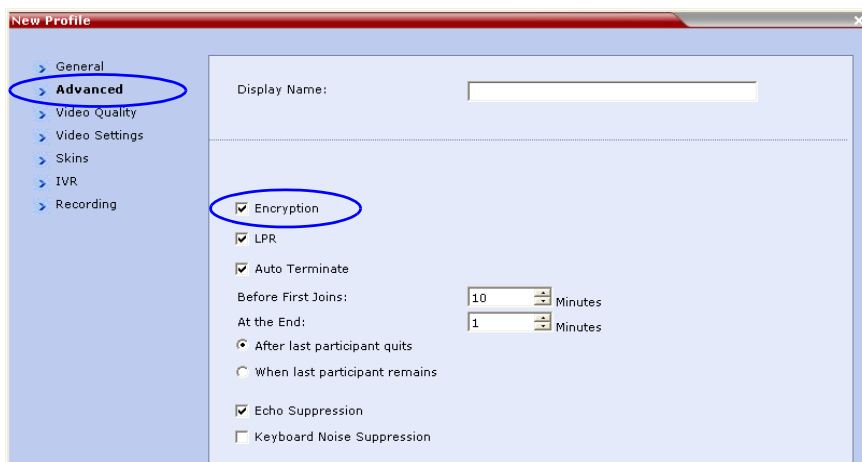 New Profile
General
Advanced
Video Quality
Video Settings
Skins
IVR
Recording
Display Name:
Encryption
LPR
Auto Terminate
Before First Joins: 10 Minutes
At the End: 1 Minutes
After last participant quits
When last participant remains
Echo Suppression
Keyboard Noise Suppression